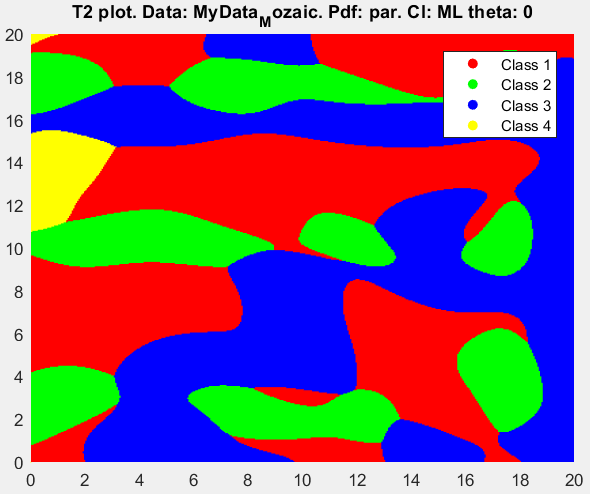 T2 plot. Data: MyData_Mozaic. Pdf: par. Cl: ML theta: 0
20
18
16
14
12
10
8
6
4
2
0
Class 1
Class 2
Class 3
Class 4
0 2 4 6 8 10 12 14 16 18 20